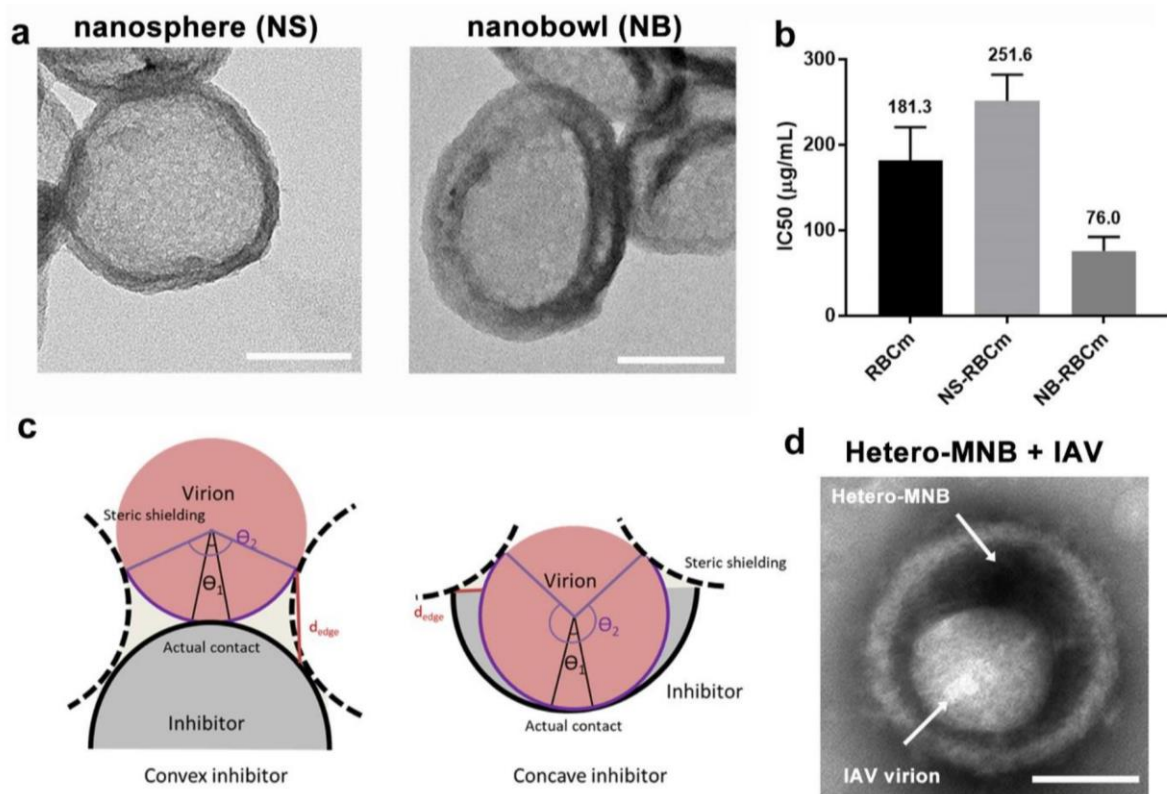 a
nanosphere (NS)
nanobowl (NB)
b
IC50 (µg/mL)
300
200
100
0
181.3
251.6
76.0
RBCm
NS-RBCm
NB-RBCm
c
Virion
Steric shielding
Θ2
Θ1
dedge
Actual contact
Inhibitor
Convex inhibitor
Virion
Steric shielding
dedge
Θ2
Θ1
Inhibitor
Actual contact
Concave inhibitor
d
Hetero-MNB + IAV
Hetero-MNB
IAV virion